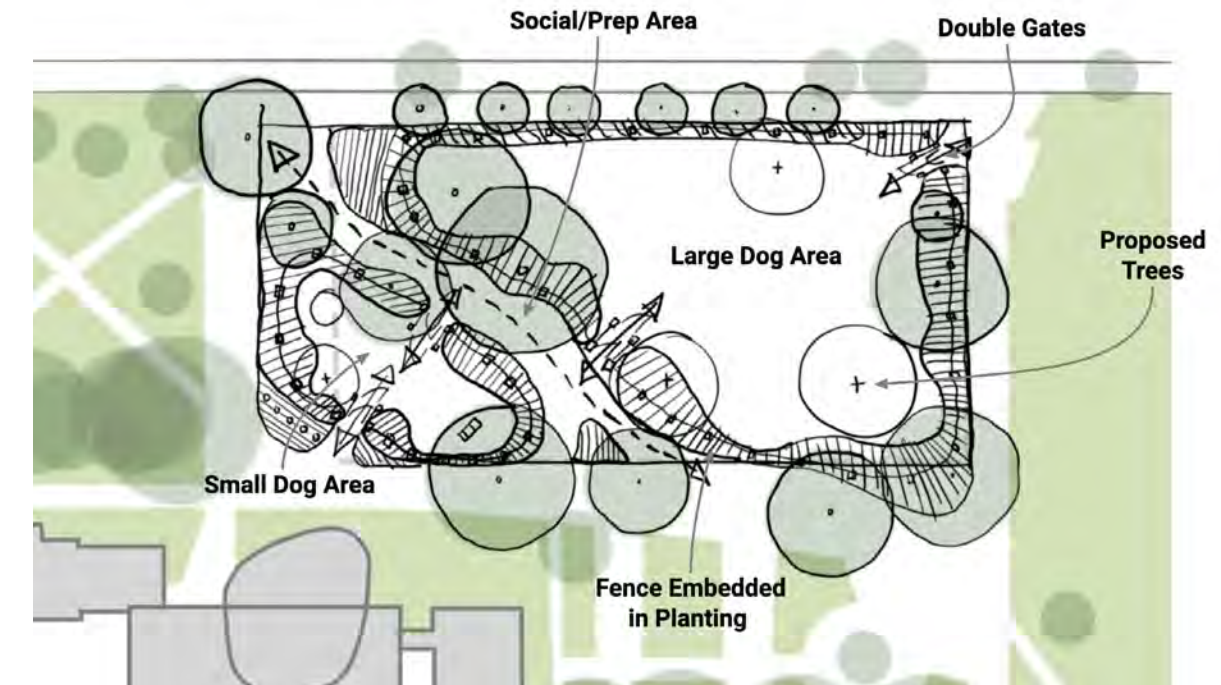 Social/Prep Area
Double Gates
Large Dog Area
Proposed
Trees
Small Dog Area
Fence Embedded
in Planting